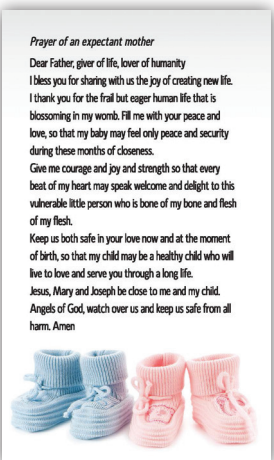 Prayer of an expectant mother
Dear Father, giver of life, lover of humanity
I bless you for sharing with us the joy of creating new life.
I thank you for the frail but eager human life that is
blossoming in my womb. Fill me with your peace and
love, so that my baby may feel only peace and security
during these months of closeness.
Give me courage and joy and strength so that every
beat of my heart may speak welcome and delight to this
vulnerable little person who is bone of my bone and flesh
of my flesh.
Keep us both safe in your love now and at the moment
of birth, so that my child may be a healthy child who will
live to love and serve you through a long life.
Jesus, Mary and Joseph be close to me and my child.
Angels of God, watch over us and keep us safe from all
harm. Amen